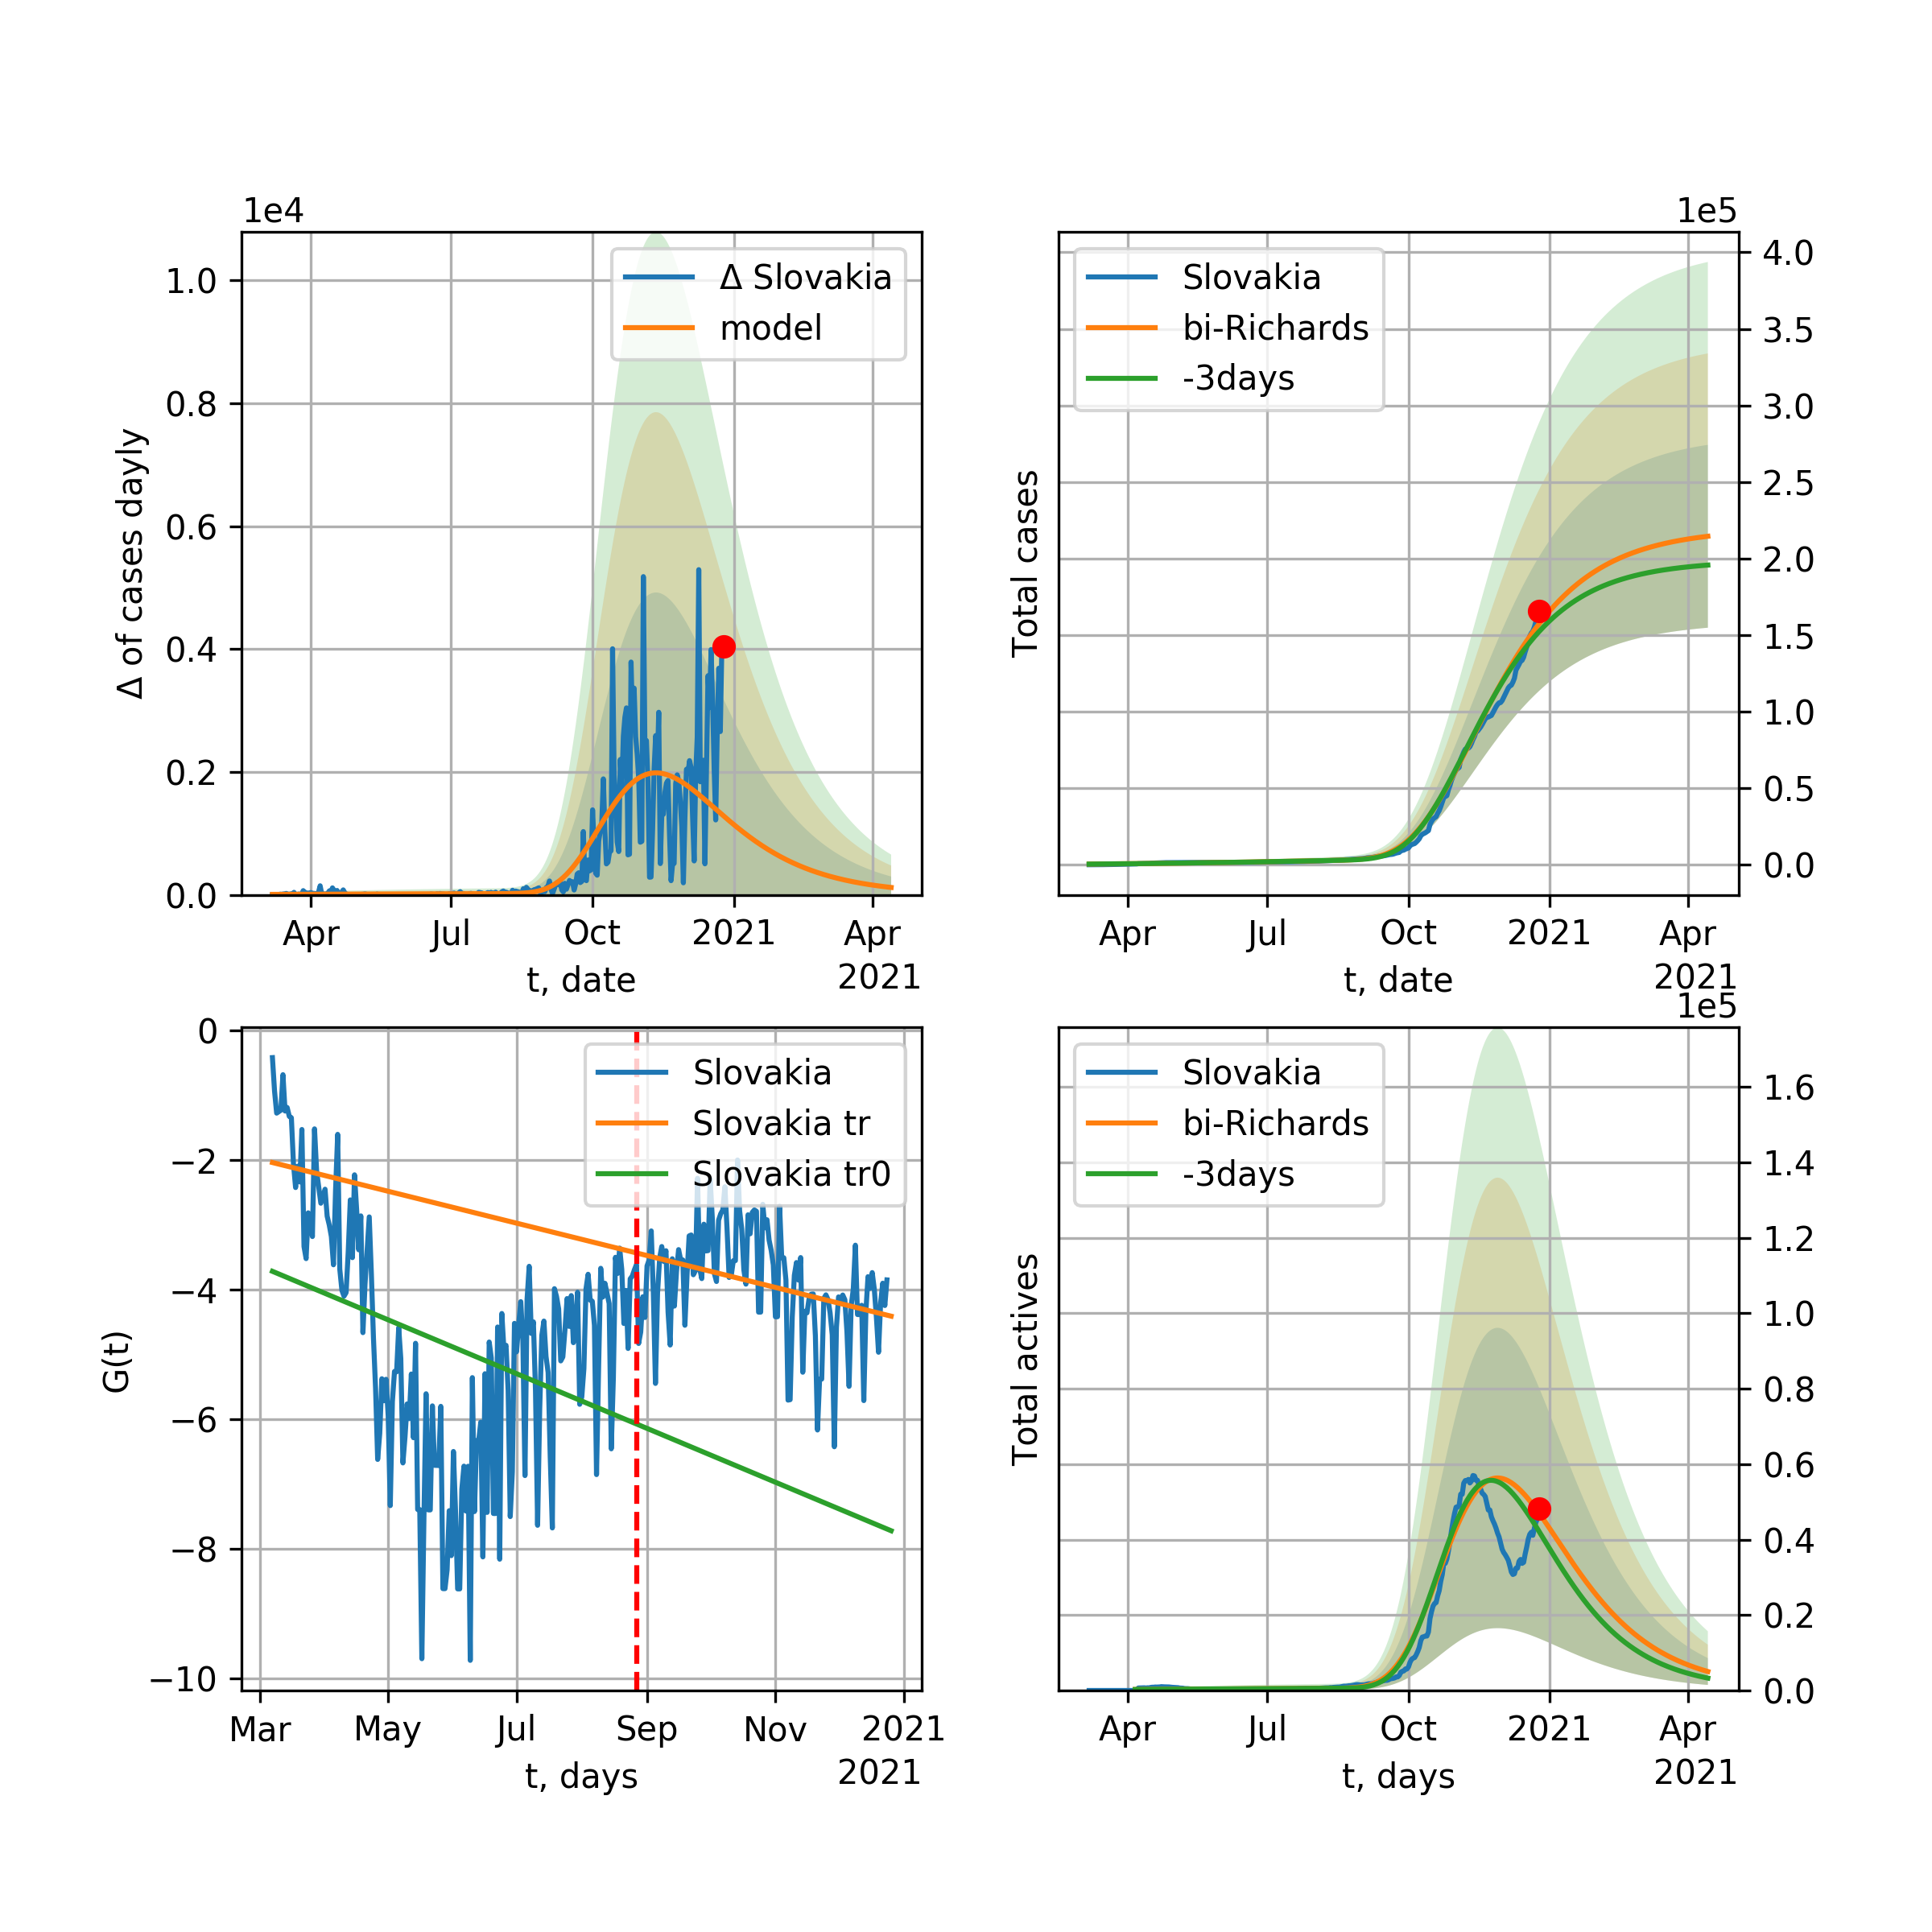 1e4
1.0
0.8
0.6
0.4
0.2
0.0
Δ of cases dayly
Δ Slovakia
model
Apr
Jul
Oct
2021
Apr
2021
t, date
1e5
4.0
3.5
3.0
2.5
2.0
1.5
1.0
0.5
0.0
Total cases
Slovakia
bi-Richards
-3days
Apr
Jul
Oct
2021
Apr
2021
t, date
0
−2
−4
−6
−8
−10
G(t)
Slovakia
Slovakia tr
Slovakia tr0
Mar
May
Jul
Sep
Nov
2021
2021
t, days
1e5
1.6
1.4
1.2
1.0
0.8
0.6
0.4
0.2
0.0
Total actives
Slovakia
bi-Richards
-3days
Apr
Jul
Oct
2021
Apr
2021
t, days